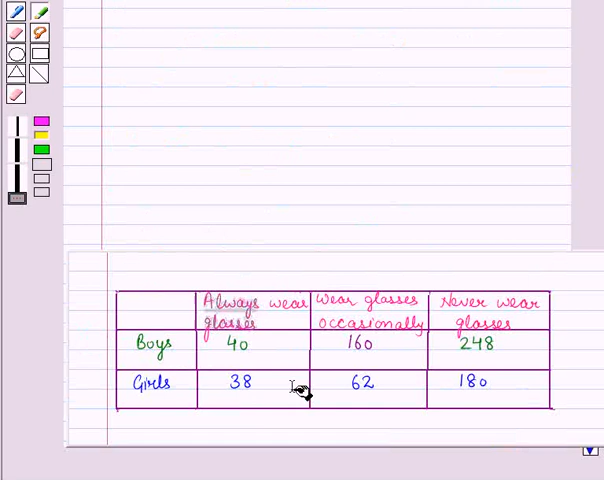 Always wear Wear glasses Never wear
glasses occasionally glasses
Boys 40 160 248
Girls 38 62 180